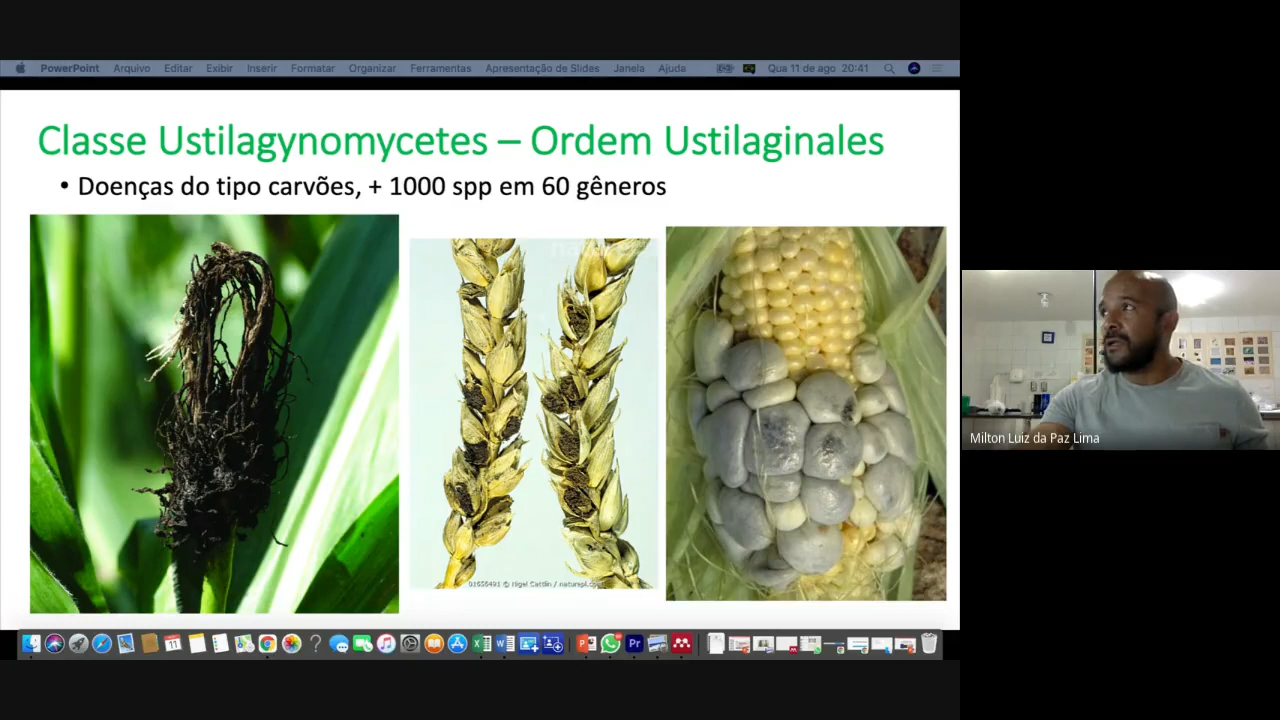 PowerPoint Arquivo Editar Exibir Inserir Formatar Organizar Ferramentas Apresentação de Slides Janela Ajuda Qua 11 de ago 20:41
Classe Ustilagynomycetes – Ordem Ustilaginales
• Doenças do tipo carvões, + 1000 spp em 60 gêneros
01656491 © Nigel Cattlin / naturepl.com
Milton Luiz da Paz Lima